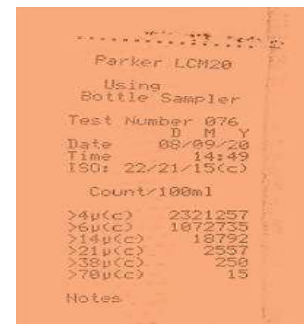 Parker LCM20
Using
Bottle Sampler
Test Number 076
D M Y
Date 08/09/20
Time 14:49
ISO: 22/21/15(c)
Count/100ml
>4µ(c) 2321257
>6µ(c) 1072735
>14µ(c) 18792
>21µ(c) 2557
>38µ(c) 250
>70µ(c) 15
Notes